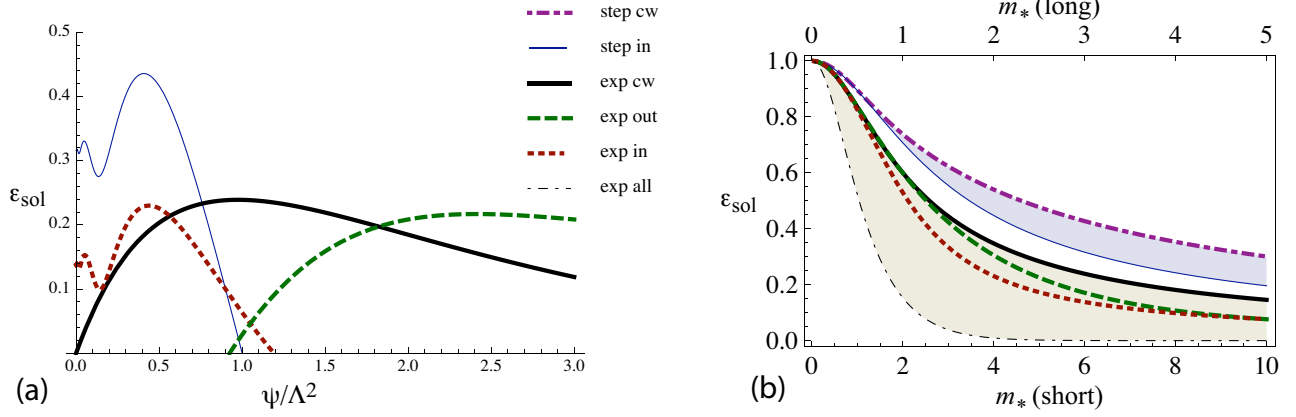 0.5
0.4
0.3
0.2
0.1
ε_sol
0.0
0.5
1.0
1.5
2.0
2.5
3.0
ψ/Λ²
(a)
step cw
step in
exp cw
exp out
exp in
exp all
m_* (long)
0
1
2
3
4
5
1.0
0.8
0.6
0.4
0.2
0.0
ε_sol
0
2
4
6
8
10
m_* (short)
(b)